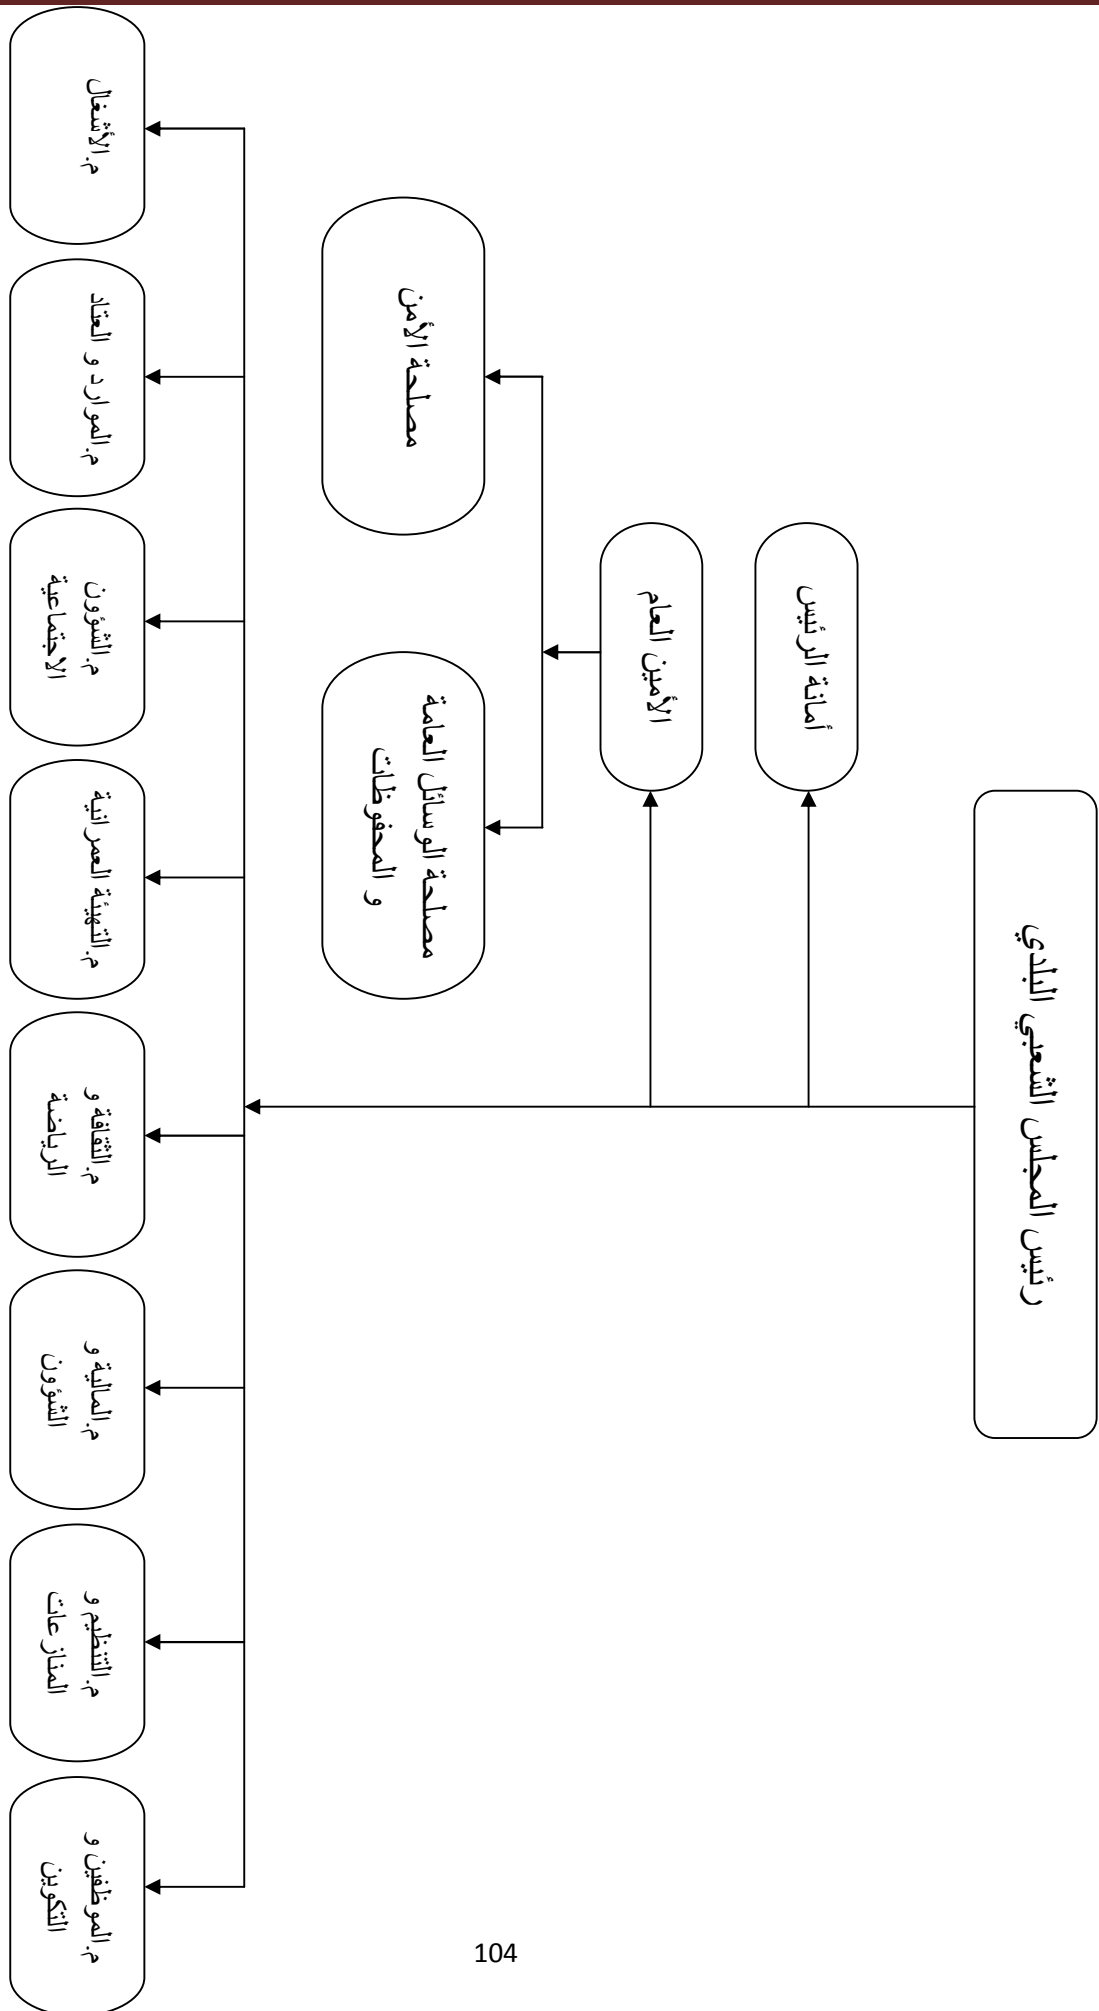 رئيس المجلس الشعبي البلدي
أمانة الرئيس
الأمين العام
مصلحة الأمن
مصلحة الوسائل العامة
و المحفوظات
م.الأشغال
م.الموارد و العتاد
م.الشؤون
الاجتماعية
م.التهيئة العمرانية
م.الثقافة و
الرياضة
م.المالية و
الشؤون
م.التنظيم و
المنازعات
م.الموظفين و
التكوين
104